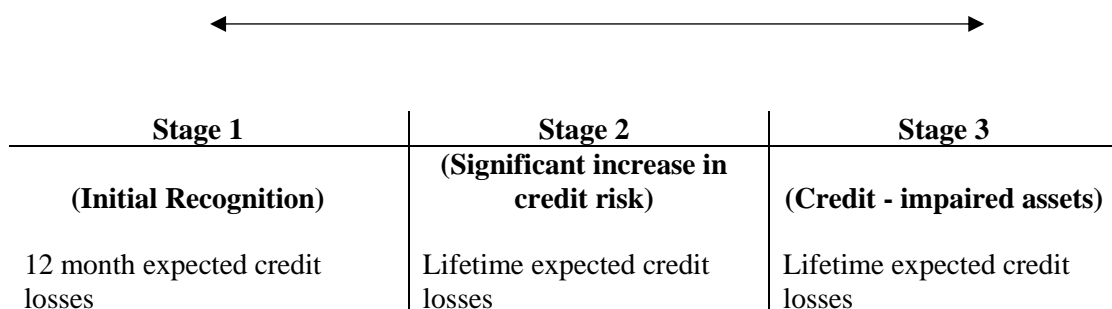 Stage 1 Stage 2 Stage 3
(Initial Recognition) (Significant increase in credit risk) (Credit - impaired assets)
12 month expected credit losses Lifetime expected credit losses Lifetime expected credit losses